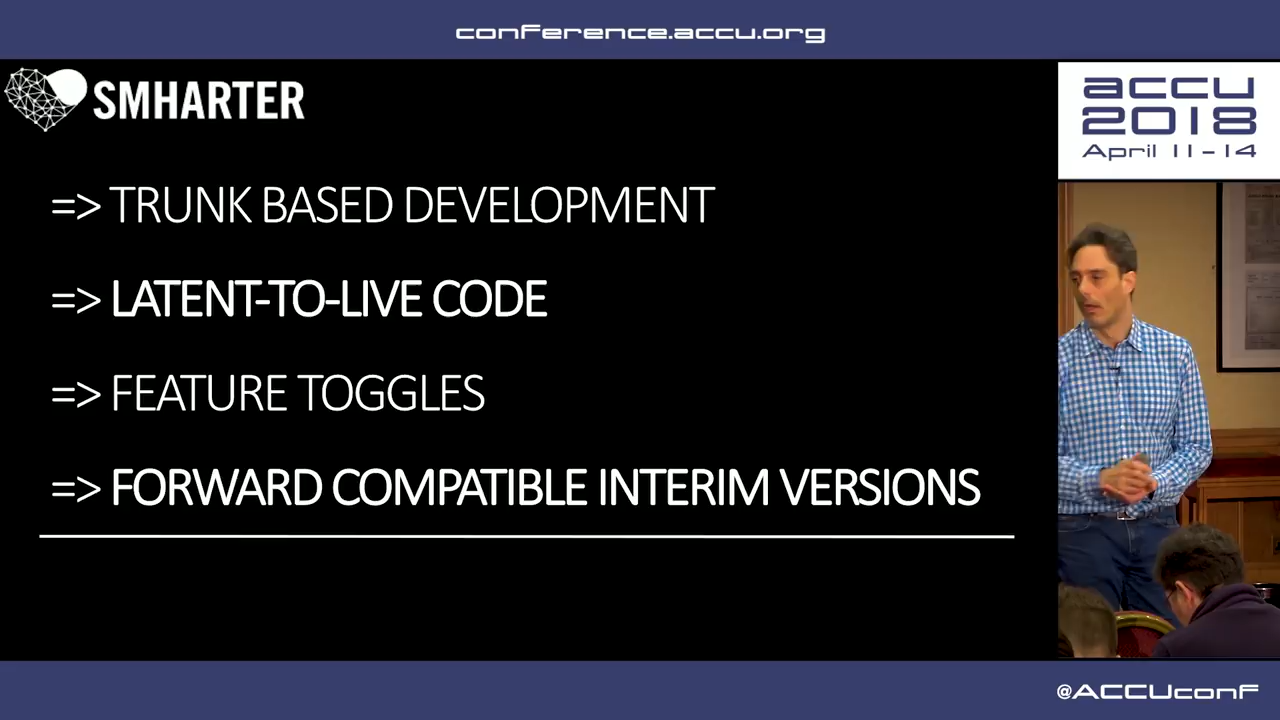 conference.accu.org
SMHARTER
accu
2018
April 11-14
=> TRUNK BASED DEVELOPMENT
=> LATENT-TO-LIVE CODE
=> FEATURE TOGGLES
=> FORWARD COMPATIBLE INTERIM VERSIONS
@ACCUconf